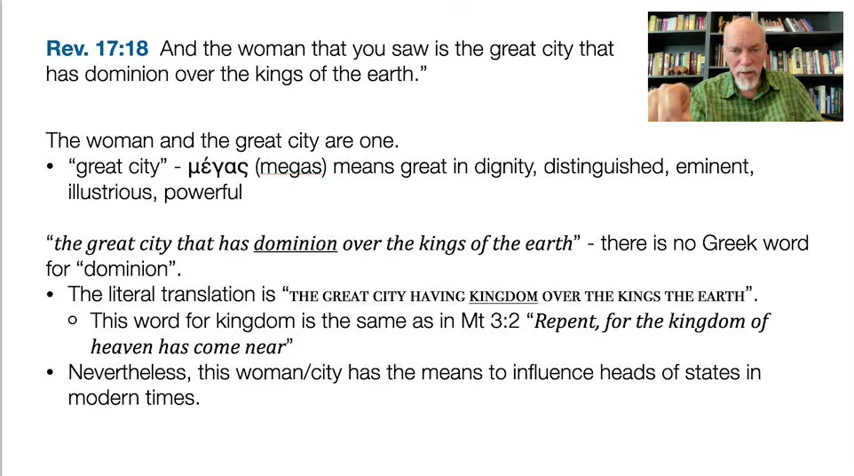 Rev. 17:18 And the woman that you saw is the great city that
has dominion over the kings of the earth.”
The woman and the great city are one.
• “great city” - μέγας (megas) means great in dignity, distinguished, eminent,
illustrious, powerful
“the great city that has dominion over the kings of the earth” - there is no Greek word
for “dominion”.
• The literal translation is “THE GREAT CITY HAVING KINGDOM OVER THE KINGS THE EARTH”.
○ This word for kingdom is the same as in Mt 3:2 “Repent, for the kingdom of
heaven has come near”
• Nevertheless, this woman/city has the means to influence heads of states in
modern times.